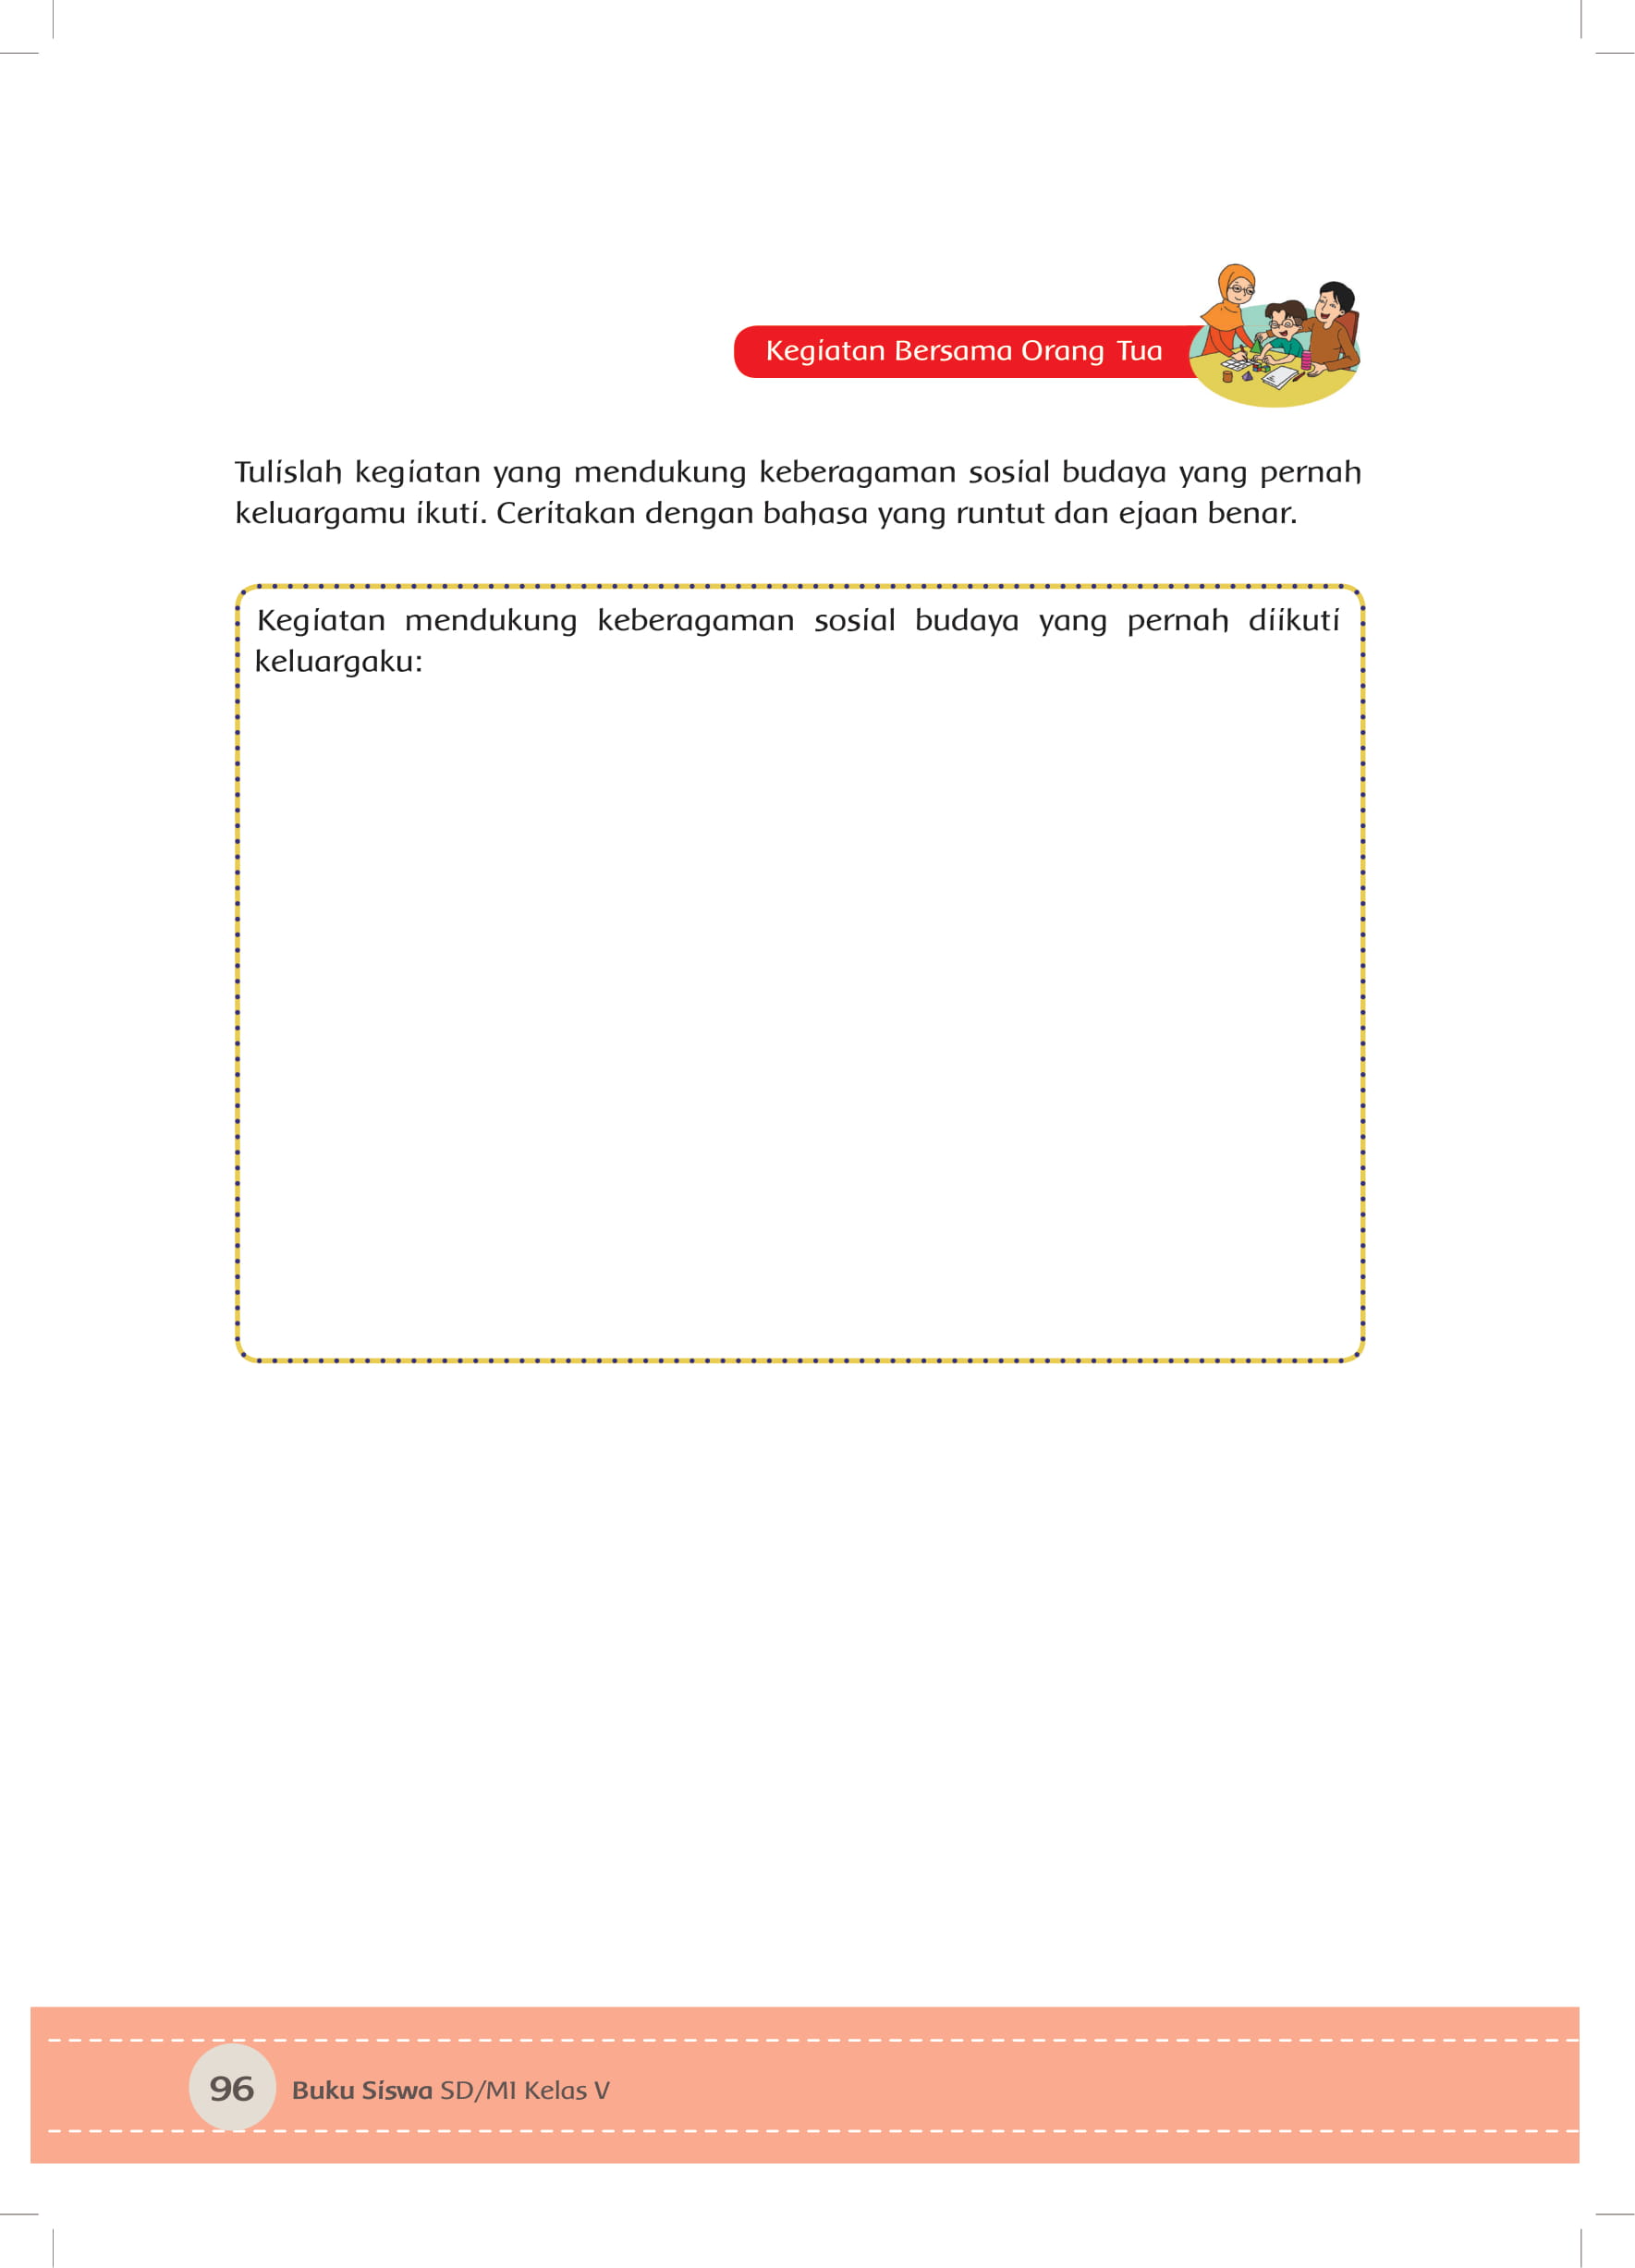 Kegiatan Bersama Orang Tua
Tulislah kegiatan yang mendukung keberagaman sosial budaya yang pernah
keluargamu ikuti. Ceritakan dengan bahasa yang runtut dan ejaan benar.
Kegiatan mendukung keberagaman sosial budaya yang pernah diikuti
keluargaku:
96 Buku Siswa SD/MI Kelas V